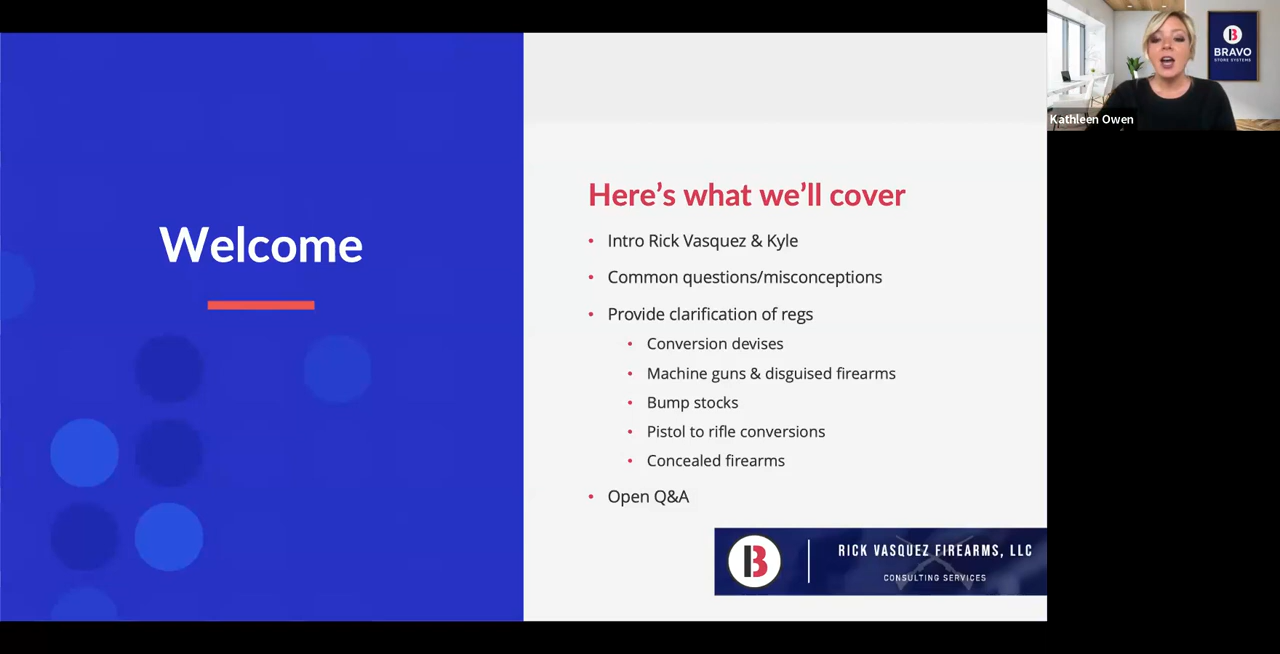 Welcome
Here's what we'll cover
• Intro Rick Vasquez & Kyle
• Common questions/misconceptions
• Provide clarification of regs
• Conversion devises
• Machine guns & disguised firearms
• Bump stocks
• Pistol to rifle conversions
• Concealed firearms
• Open Q&A
B
RICK VASQUEZ FIREARMS, LLC
CONSULTING SERVICES
B
BRAVO
STORE SYSTEMS
Kathleen Owen